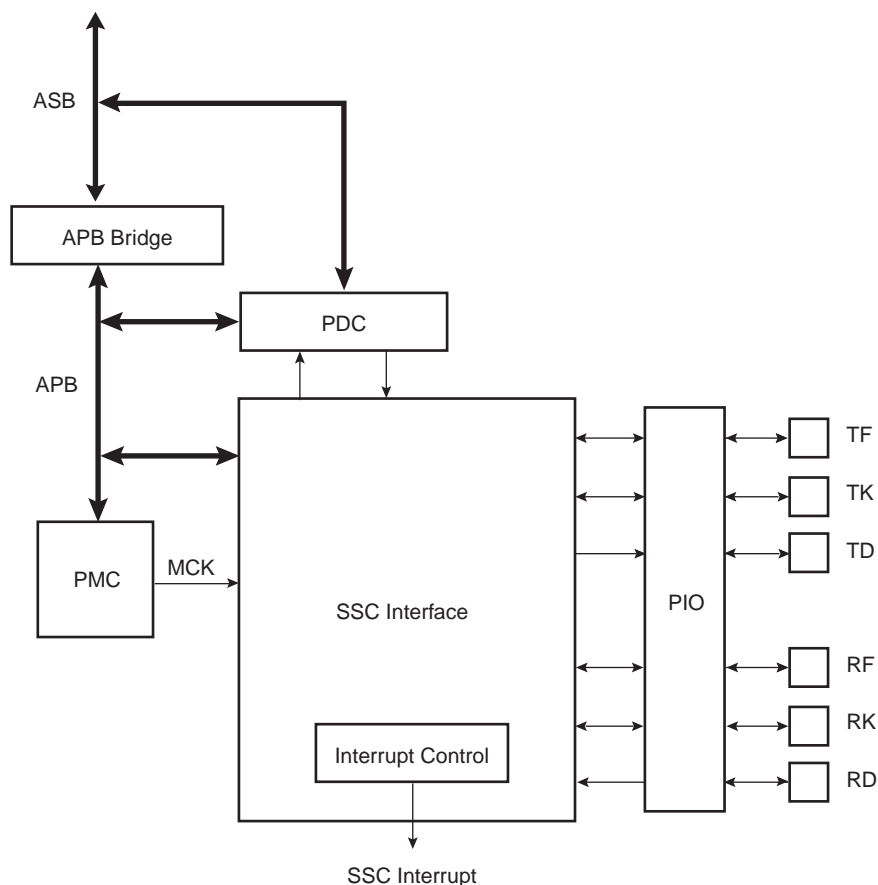 ASB
APB Bridge
PDC
APB
TF
TK
TD
PMC
MCK
SSC Interface
PIO
RF
RK
RD
Interrupt Control
SSC Interrupt